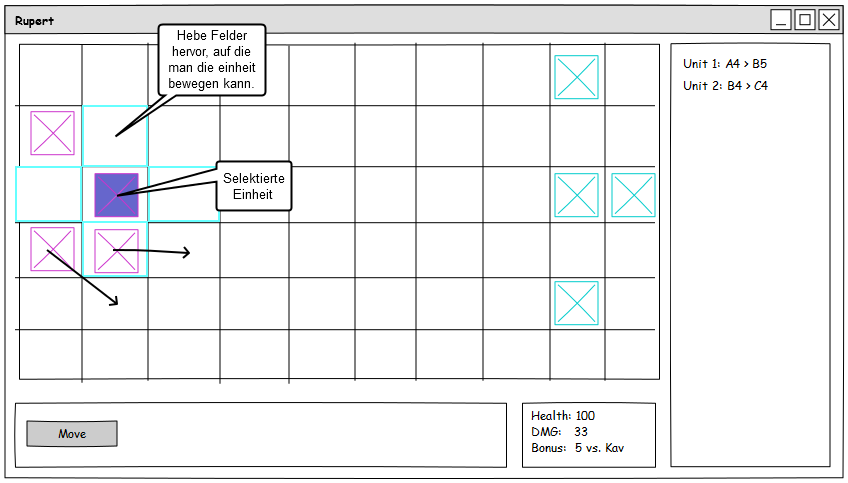 Rupert
Hebe Felder
hervor, auf die
man die einheit
bewegen kann.
Selektierte
Einheit
Unit 1: A4 > B5
Unit 2: B4 > C4
Move
Health: 100
DMG: 33
Bonus: 5 vs. Kav